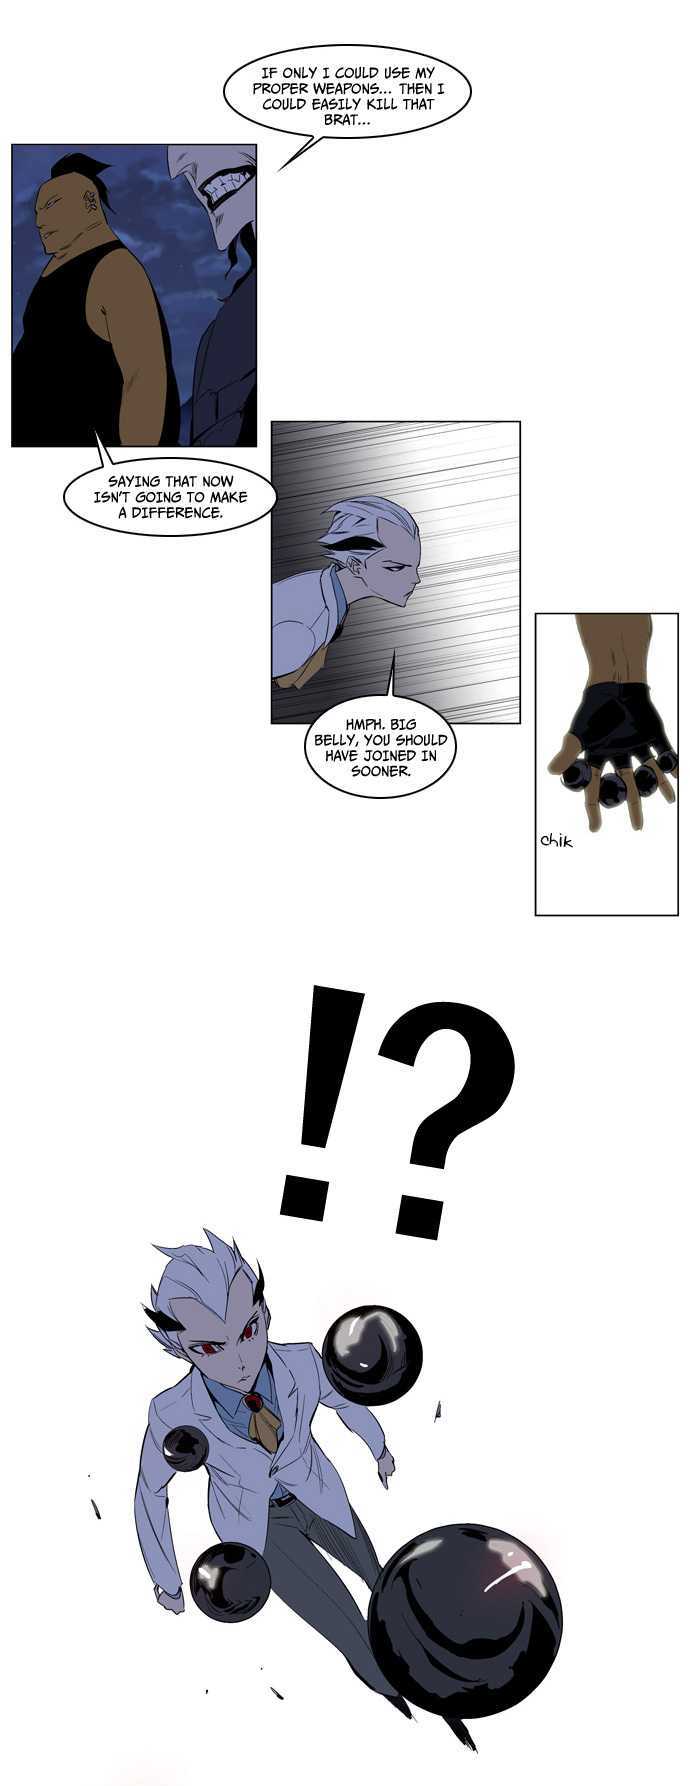 IF ONLY I COULD USE MY
PROPER WEAPONS... THEN I
COULD EASILY KILL THAT
BRAT...
SAYING THAT NOW
ISN'T GOING TO MAKE
A DIFFERENCE.
HMPH. BIG
BELLY, YOU SHOULD
HAVE JOINED IN
SOONER.
chik
!?